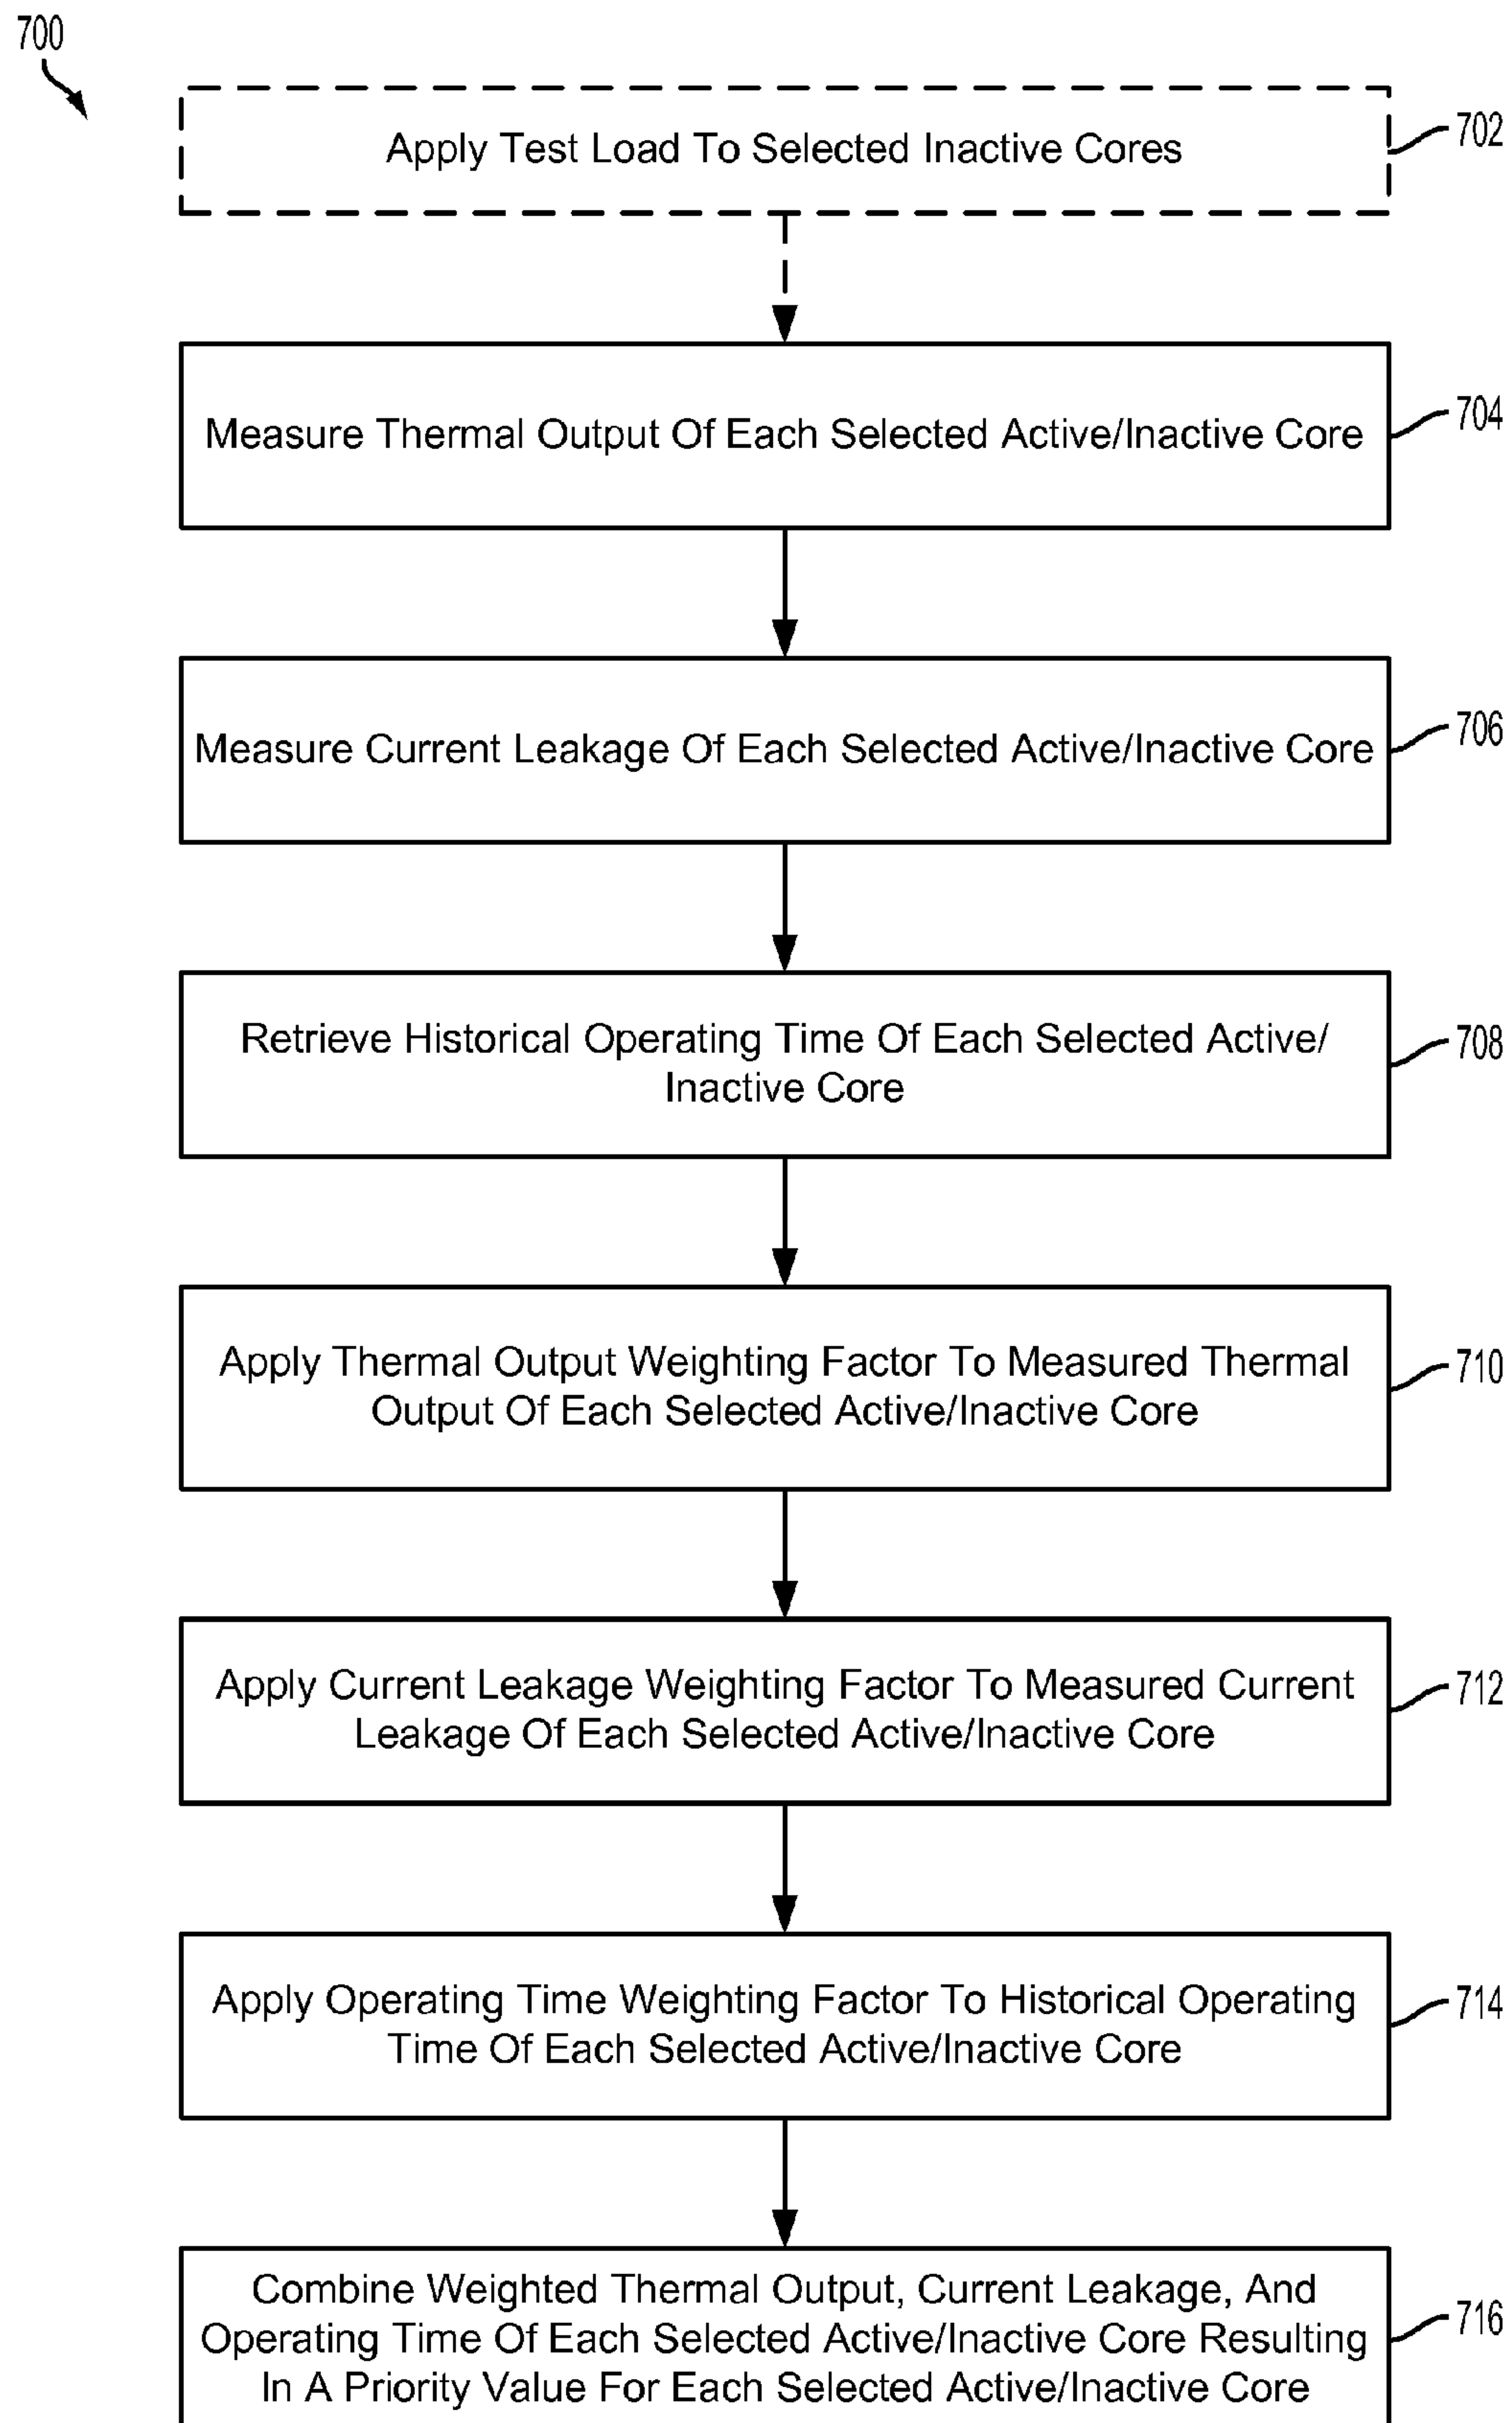 700
Apply Test Load To Selected Inactive Cores
702
Measure Thermal Output Of Each Selected Active/Inactive Core
704
Measure Current Leakage Of Each Selected Active/Inactive Core
706
Retrieve Historical Operating Time Of Each Selected Active/
Inactive Core
708
Apply Thermal Output Weighting Factor To Measured Thermal
Output Of Each Selected Active/Inactive Core
710
Apply Current Leakage Weighting Factor To Measured Current
Leakage Of Each Selected Active/Inactive Core
712
Apply Operating Time Weighting Factor To Historical Operating
Time Of Each Selected Active/Inactive Core
714
Combine Weighted Thermal Output, Current Leakage, And
Operating Time Of Each Selected Active/Inactive Core Resulting
In A Priority Value For Each Selected Active/Inactive Core
716